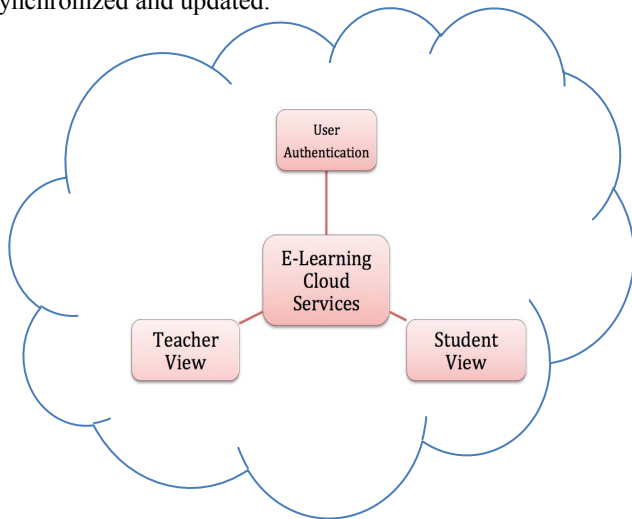 ynchronized and updated.
User
Authentication
E-Learning
Cloud
Services
Teacher
View
Student
View